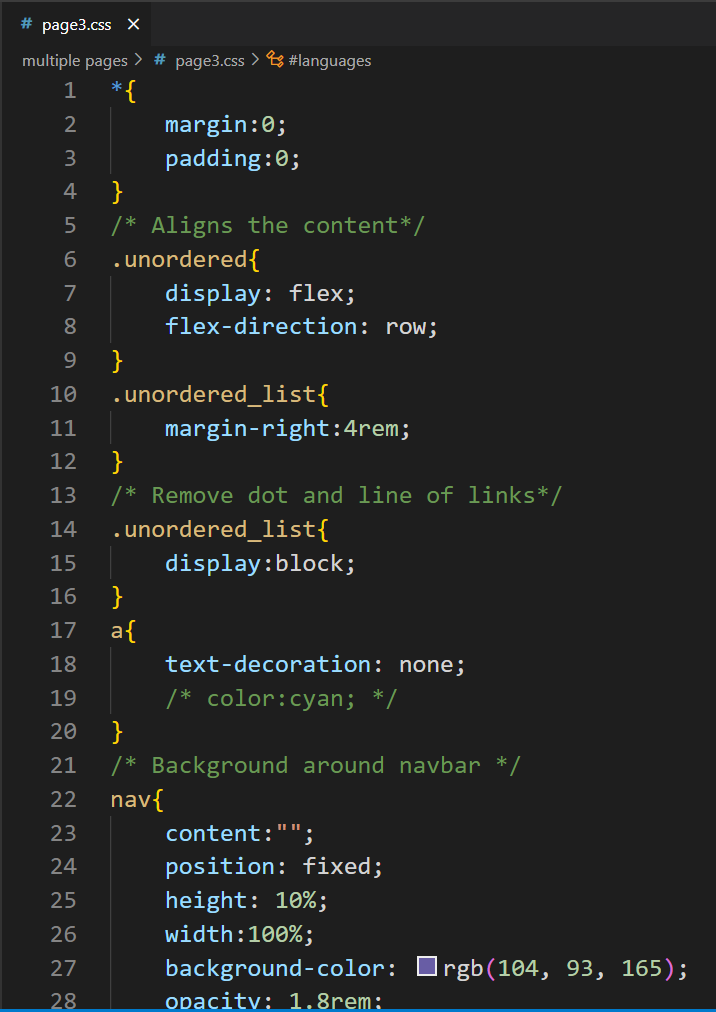 # page3.css ×
multiple pages > # page3.css > #languages
1 *{
2     margin:0;
3     padding:0;
4 }
5 /* Aligns the content*/
6 .unordered{
7     display: flex;
8     flex-direction: row;
9 }
10 .unordered_list{
11     margin-right:4rem;
12 }
13 /* Remove dot and line of links*/
14 .unordered_list{
15     display:block;
16 }
17 a{
18     text-decoration: none;
19     /* color:cyan; */
20 }
21 /* Background around navbar */
22 nav{
23     content:"";
24     position: fixed;
25     height: 10%;
26     width:100%;
27     background-color: rgb(104, 93, 165);
28     opacity: 1.8rem;